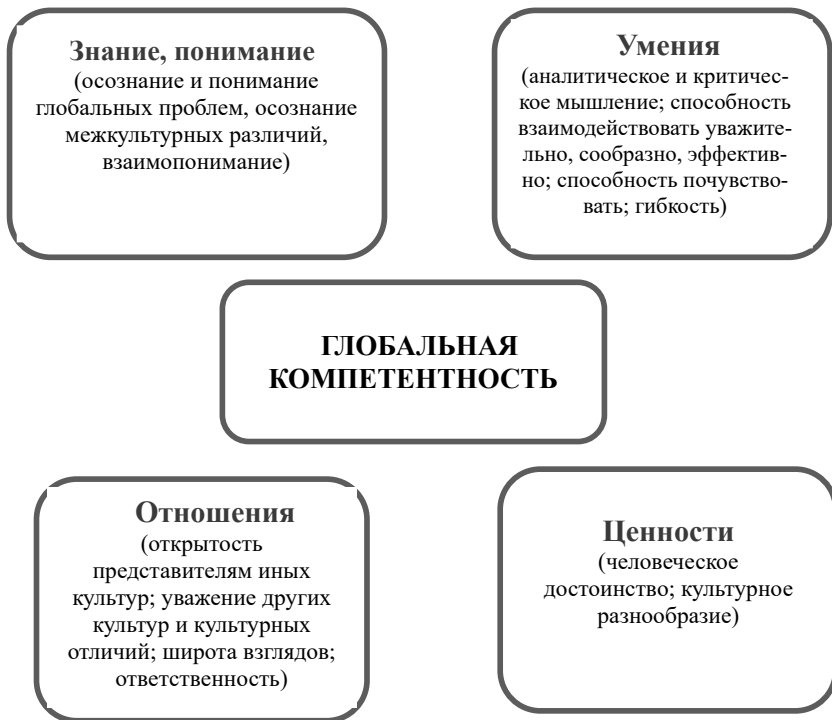 Знание, понимание
(осознание и понимание
глобальных проблем, осознание
межкультурных различий,
взаимопонимание)
Умения
(аналитическое и критичес-
кое мышление; способность
взаимодействовать уважите-
льно, сообразно, эффектив-
но; способность почувство-
вать; гибкость)
ГЛОБАЛЬНАЯ
КОМПЕТЕНТНОСТЬ
Отношения
(открытость
представителям иных
культур; уважение других
культур и культурных
отличий; широта взглядов;
ответственность)
Ценности
(человеческое
достоинство; культурное
разнообразие)